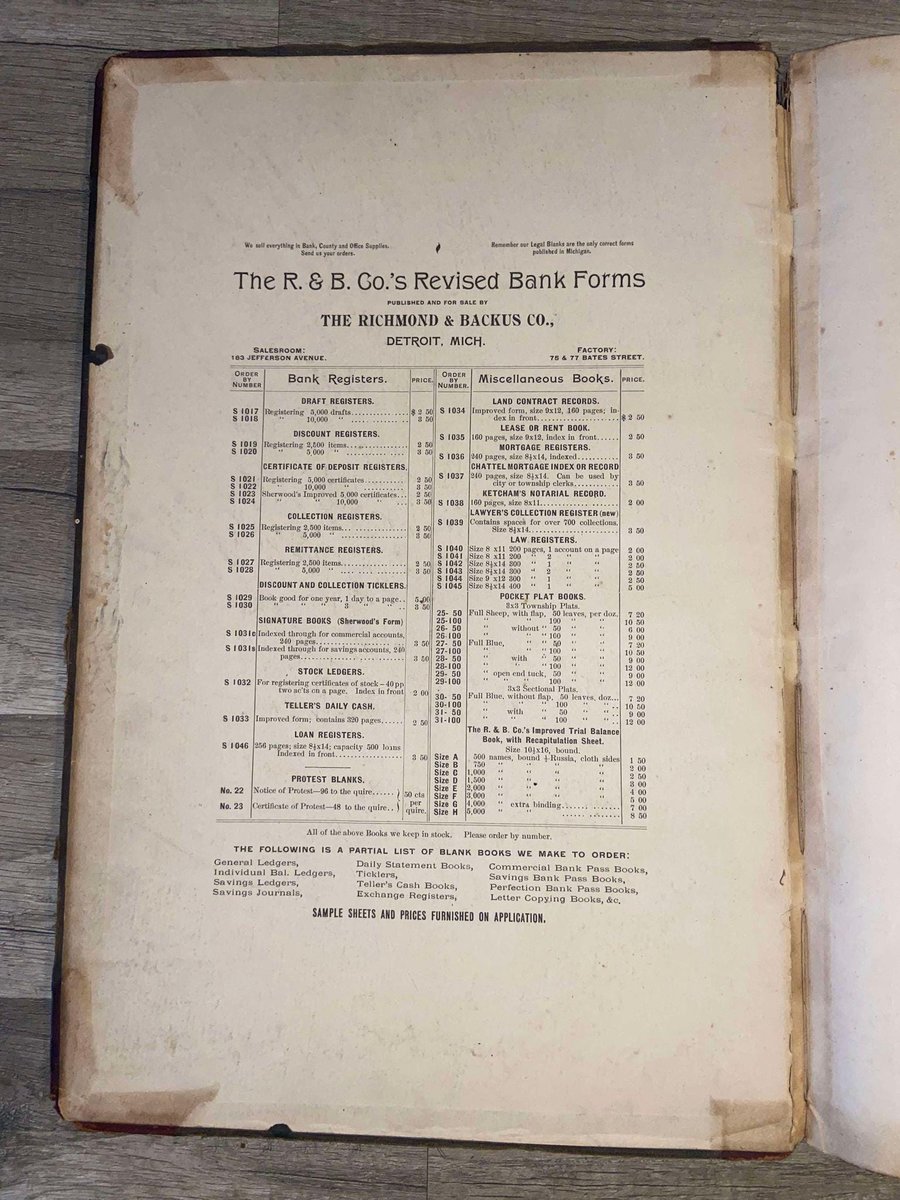 We sell everything in Bank, County and Office Supplies.
Send us your orders.
Remember our Legal Blanks are the only correct forms
published in Michigan.
The R. & B. Co.'s Revised Bank Forms
PUBLISHED AND FOR SALE BY
THE RICHMOND & BACKUS CO.,
DETROIT, MICH.
SALESROOM:
183 JEFFERSON AVENUE.
FACTORY:
75 & 77 BATES STREET.
ORDER BY NUMBER Bank Registers. PRICE.
DRAFT REGISTERS.
S 1017 Registering 5,000 drafts.............. $ 2 50
S 1018 " 10,000 " .............. 3 50
DISCOUNT REGISTERS.
S 1019 Registering 2,500 items............... 2 50
S 1020 " 5,000 " ............... 3 50
CERTIFICATE OF DEPOSIT REGISTERS.
S 1021 Registering 5,000 certificates......... 2 50
S 1022 " 10,000 " ......... 3 50
S 1023 Sherwood's Improved 5,000 certificates... 2 50
S 1024 " " 10,000 " ... 3 50
COLLECTION REGISTERS.
S 1025 Registering 2,500 items............... 2 50
S 1026 " 5,000 " ............... 3 50
REMITTANCE REGISTERS.
S 1027 Registering 2,500 items............... 2 50
S 1028 " 5,000 " ............... 3 50
DISCOUNT AND COLLECTION TICKLERS.
S 1029 Book good for one year, 1 day to a page.. 5 00
S 1030 " " " " 3 " " .. 3 50
SIGNATURE BOOKS (Sherwood's Form)
S 1031c Indexed through for commercial accounts,
240 pages..................... 3 50
S 1031s Indexed through for savings accounts, 240
pages......................... 3 50
STOCK LEDGERS.
S 1032 For registering certificates of stock—40 pp
two ac'ts on a page. Index in front 2 00
TELLER'S DAILY CASH.
S 1033 Improved form; contains 320 pages...... 2 50
LOAN REGISTERS.
S 1046 256 pages; size 8½x14; capacity 500 loans
Indexed in front................. 3 50
PROTEST BLANKS.
No. 22 Notice of Protest—96 to the quire......
No. 23 Certificate of Protest—48 to the quire..
50 cts
per
quire.
ORDER BY NUMBER. Miscellaneous Books. PRICE.
LAND CONTRACT RECORDS.
S 1034 Improved form, size 9x12, 160 pages; in-
dex in front..................... $ 2 50
LEASE OR RENT BOOK.
S 1035 160 pages, size 9x12, index in front...... 2 50
MORTGAGE REGISTERS.
S 1036 240 pages, size 8½x14, indexed........... 3 50
CHATTEL MORTGAGE INDEX OR RECORD
S 1037 240 pages, size 8½x14. Can be used by
city or township clerks........... 3 50
KETCHAM'S NOTARIAL RECORD.
S 1038 160 pages, size 8x11.................... 2 00
LAWYER'S COLLECTION REGISTER (new)
S 1039 Contains spaces for over 700 collections.
Size 8½x14....................... 3 50
LAW REGISTERS.
S 1040 Size 8 x11 200 pages, 1 account on a page 2 00
S 1041 Size 8 x11 200 " 2 " " 2 00
S 1042 Size 8½x14 300 " 1 " " 2 50
S 1043 Size 8½x14 300 " 2 " " 2 50
S 1044 Size 9 x12 300 " 1 " " 2 50
S 1045 Size 8½x14 400 " 1 " " 5 00
POCKET PLAT BOOKS.
3x3 Township Plats.
25- 50 Full Sheep, with flap, 50 leaves, per doz. 7 20
25-100 " " 100 " " 10 50
26- 50 " without " 50 " " 6 00
26-100 " " " 100 " " 9 00
27- 50 Full Blue, " " 50 " " 7 20
27-100 " " " 100 " " 10 50
28- 50 " with " 50 " " 9 00
28-100 " " " 100 " " 12 00
29- 50 " open end tuck, 50 " " 9 00
29-100 " " " 100 " " 12 00
3x3 Sectional Plats.
30- 50 Full Blue, without flap, 50 leaves, doz... 7 20
30-100 " " " 100 " " .. 10 50
31- 50 " with " 50 " " .. 9 00
31-100 " " " 100 " " .. 12 00
The R. & B. Co.'s Improved Trial Balance
Book, with Recapitulation Sheet.
Size 10½x16, bound.
Size A 500 names, bound ½ Russia, cloth sides 1 50
Size B 750 " " " " 2 00
Size C 1,000 " " " " 2 50
Size D 1,500 " " " " 3 00
Size E 2,000 " " " " 4 00
Size F 3,000 " " " " 5 00
Size G 4,000 " extra binding............ 7 00
Size H 5,000 " " ............ 8 50
All of the above Books we keep in stock. Please order by number.
THE FOLLOWING IS A PARTIAL LIST OF BLANK BOOKS WE MAKE TO ORDER:
General Ledgers,
Individual Bal. Ledgers,
Savings Ledgers,
Savings Journals,
Daily Statement Books,
Ticklers,
Teller's Cash Books,
Exchange Registers,
Commercial Bank Pass Books,
Savings Bank Pass Books,
Perfection Bank Pass Books,
Letter Copying Books, &c.
SAMPLE SHEETS AND PRICES FURNISHED ON APPLICATION.